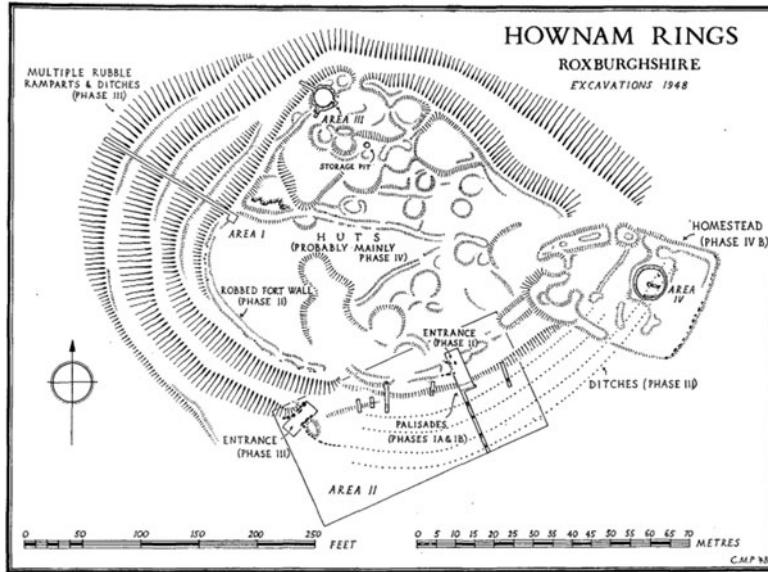 HOWNAM RINGS
ROXBURGHSHIRE
EXCAVATIONS 1948
MULTIPLE RUBBLE
RAMPARTS & DITCHES
(PHASE III)
AREA III
STORAGE PIT
AREA I
HUTS
(PROBABLY MAINLY
PHASE IV)
HOMESTEAD
(PHASE IV B)
AREA
IV
ROBBED FORT WALL
(PHASE II)
ENTRANCE
(PHASE II)
DITCHES (PHASE III)
PALISADES
(PHASES IA & IB)
ENTRANCE
(PHASE III)
AREA II
0 50 100 150 200 250
FEET
0 5 10 15 20 25 30 35 40 45 50 55 60 65 70
METRES
C.M.P.